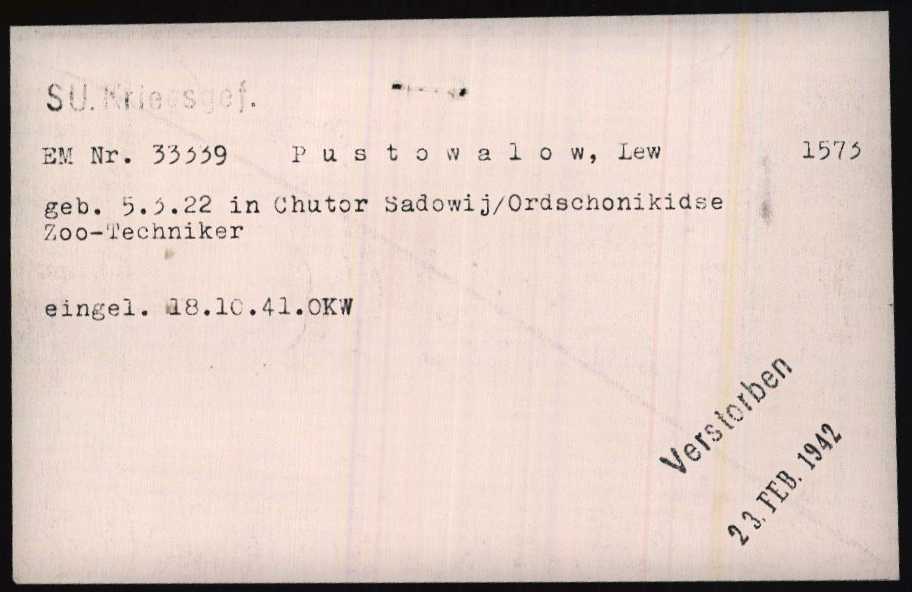 SU. Kriegsgef.
EM Nr. 33339 P u s t o w a l o w, Lew 1573
geb. 5.3.22 in Chutor Sadowij/Ordschonikidse
Zoo-Techniker
eingel. 18.10.41.OKW
Verstorben
23. FEB. 1942